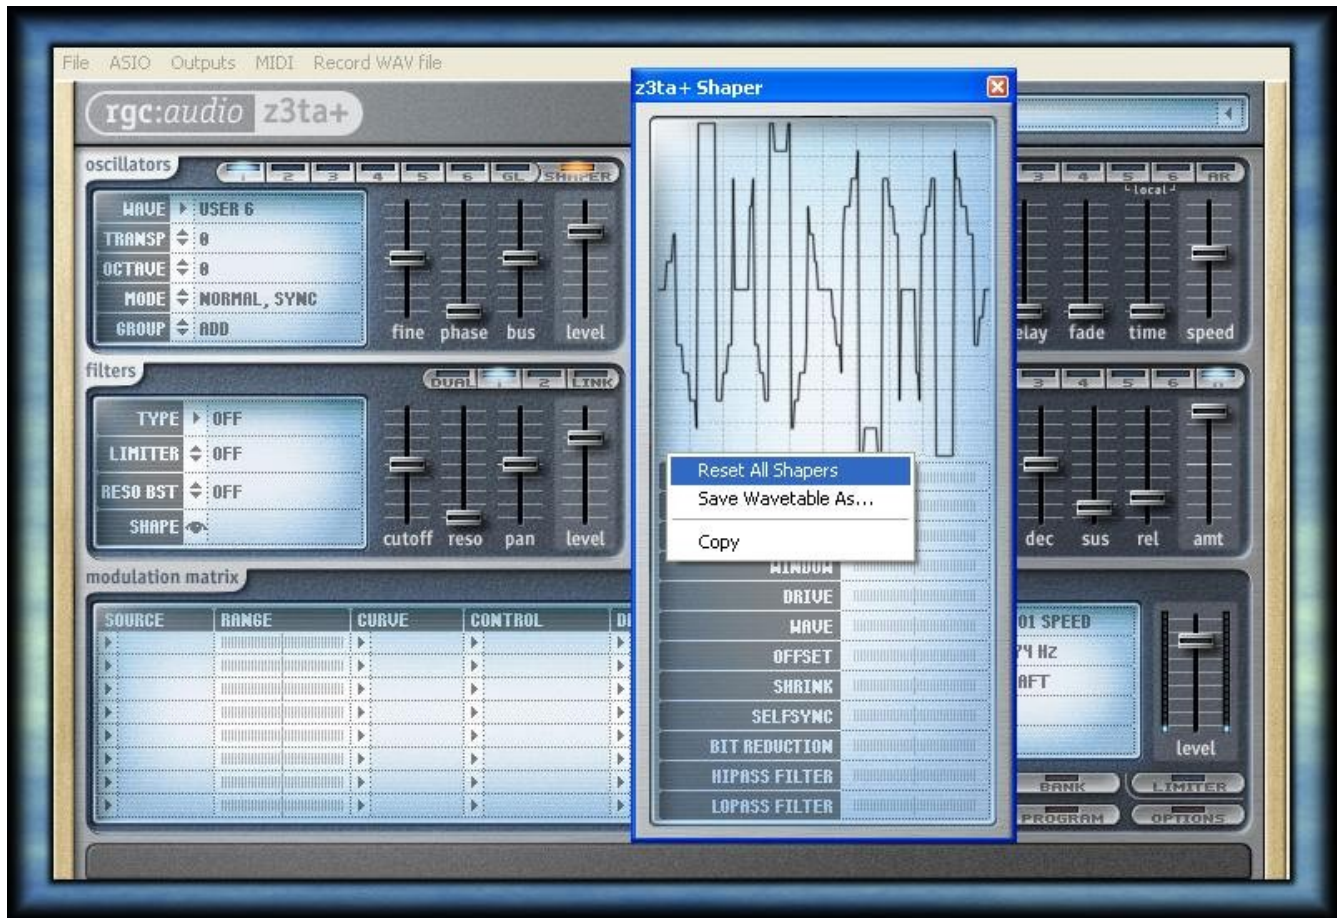 File ASIO Outputs MIDI Record WAV file
rgc:audio z3ta+
oscillators
1 2 3 4 5 6 GL SHAPER
WAVE USER 6
TRANSP 0
OCTAVE 0
MODE NORMAL, SYNC
GROUP ADD
fine phase bus level
filters
DUAL 1 2 LINK
TYPE OFF
LIMITER OFF
RESO BST OFF
SHAPE
cutoff reso pan level
modulation matrix
SOURCE RANGE CURVE CONTROL
z3ta+ Shaper
Reset All Shapers
Save Wavetable As...
Copy
WINDOW
DRIVE
WAVE
OFFSET
SHRINK
SELFSYNC
BIT REDUCTION
HIPASS FILTER
LOPASS FILTER
3 4 5 6 AR
local
elay fade time speed
3 4 5 6
dec sus rel amt
01 SPEED
74 Hz
AFT
level
BANK LIMITER
PROGRAM OPTIONS